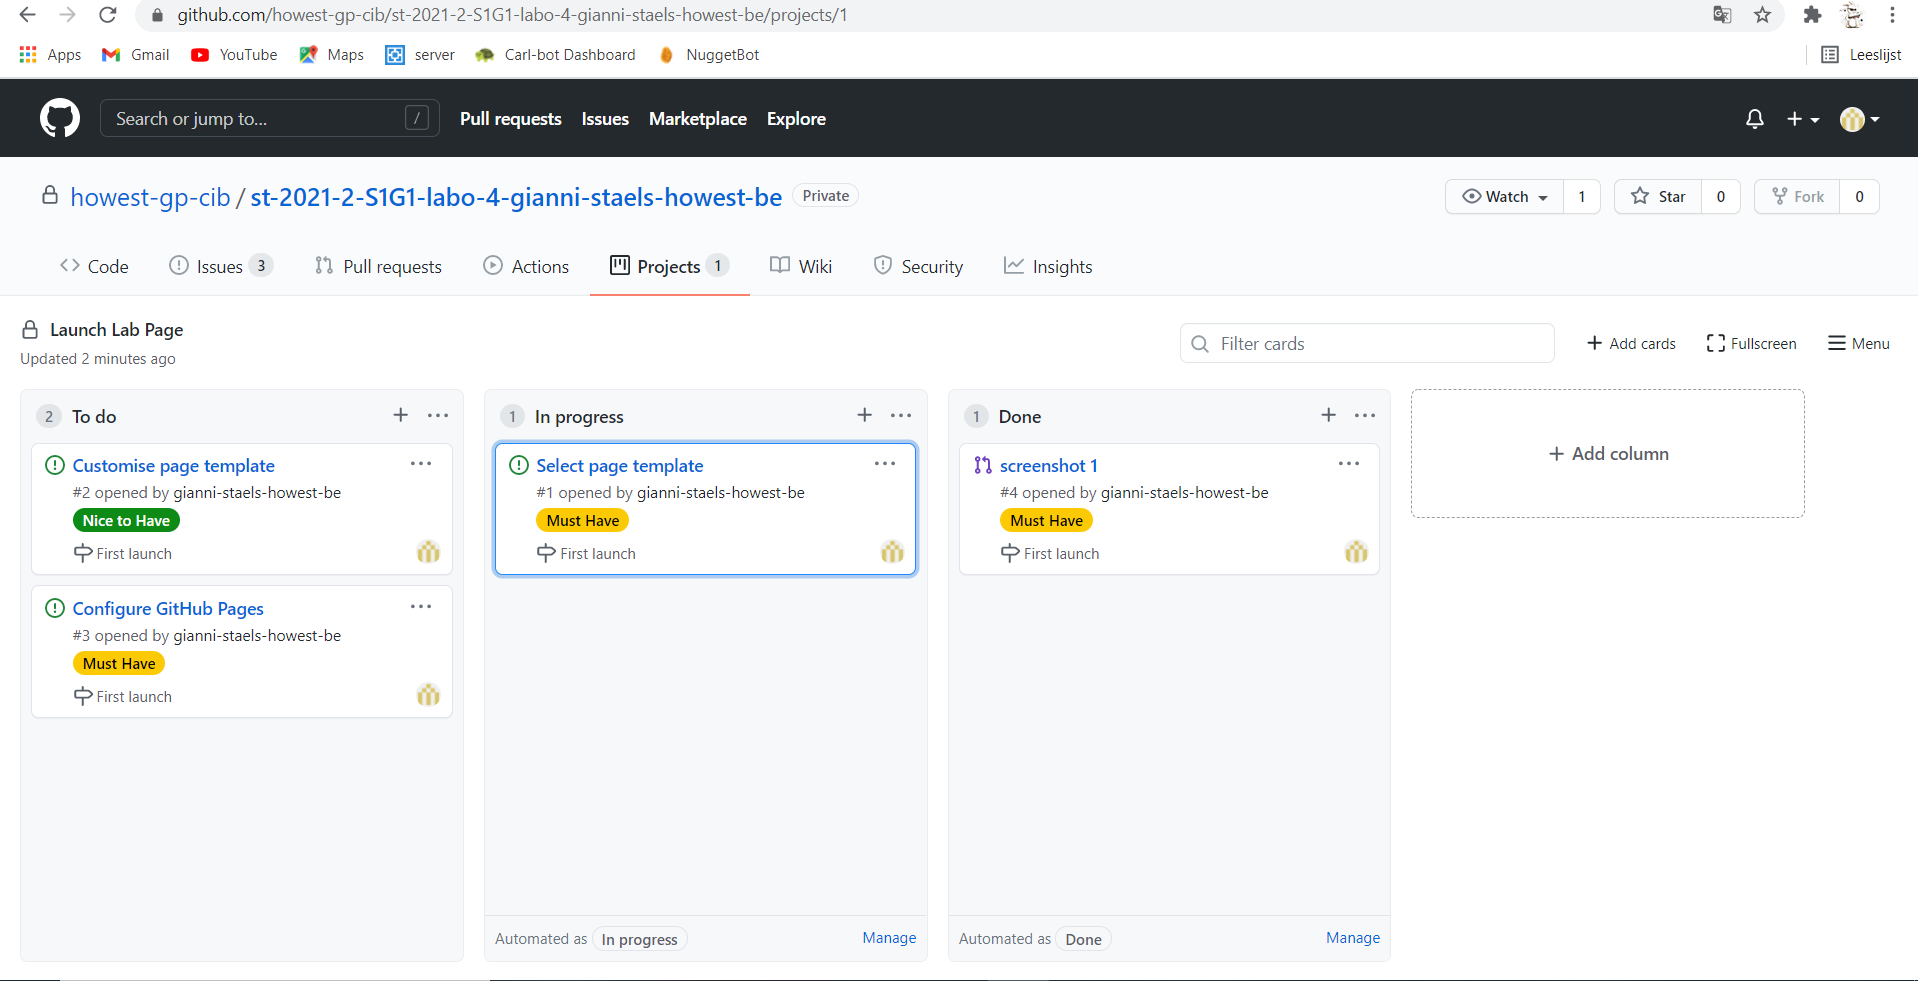 github.com/howest-gp-cib/st-2021-2-S1G1-labo-4-gianni-staels-howest-be/projects/1
Apps Gmail YouTube Maps server Carl-bot Dashboard NuggetBot Leeslijst
Search or jump to... / Pull requests Issues Marketplace Explore
howest-gp-cib / st-2021-2-S1G1-labo-4-gianni-staels-howest-be Private Watch 1 Star 0 Fork 0
Code Issues 3 Pull requests Actions Projects 1 Wiki Security Insights
Launch Lab Page
Updated 2 minutes ago
Filter cards Add cards Fullscreen Menu
2 To do
Customise page template
#2 opened by gianni-staels-howest-be
Nice to Have
First launch
Configure GitHub Pages
#3 opened by gianni-staels-howest-be
Must Have
First launch
1 In progress
Select page template
#1 opened by gianni-staels-howest-be
Must Have
First launch
Automated as In progress Manage
1 Done
screenshot 1
#4 opened by gianni-staels-howest-be
Must Have
First launch
Automated as Done Manage
Add column